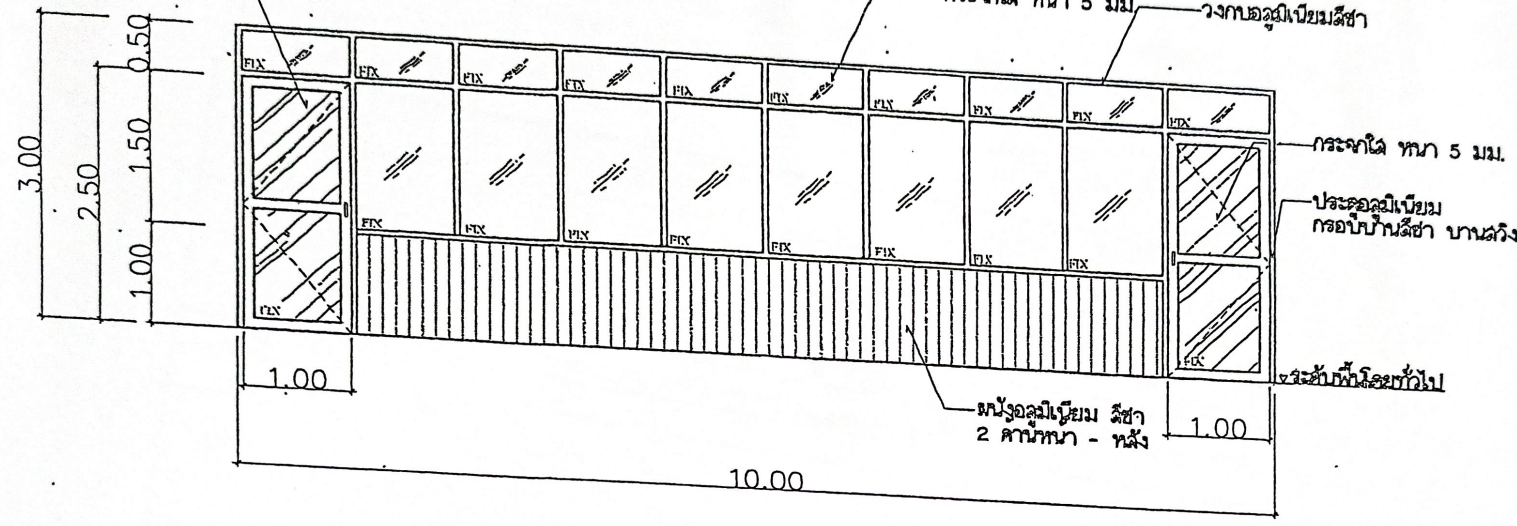 หนา 5 มม.
วงกบอลูมิเนียมสีชา
0.50
FIX
FIX
FIX
FIX
FIX
FIX
FIX
FIX
FIX
FIX
3.00
2.50
1.50
กระจกใส หนา 5 มม.
ประตูอลูมิเนียม
กรอบบานสีชา บานสวิง
FIX
FIX
FIX
FIX
FIX
FIX
FIX
FIX
1.00
FIX
FIX
1.00
ระดับพื้นโดยทั่วไป
ผนังอลูมิเนียม สีชา
2 ด้านหน้า - หลัง
1.00
10.00